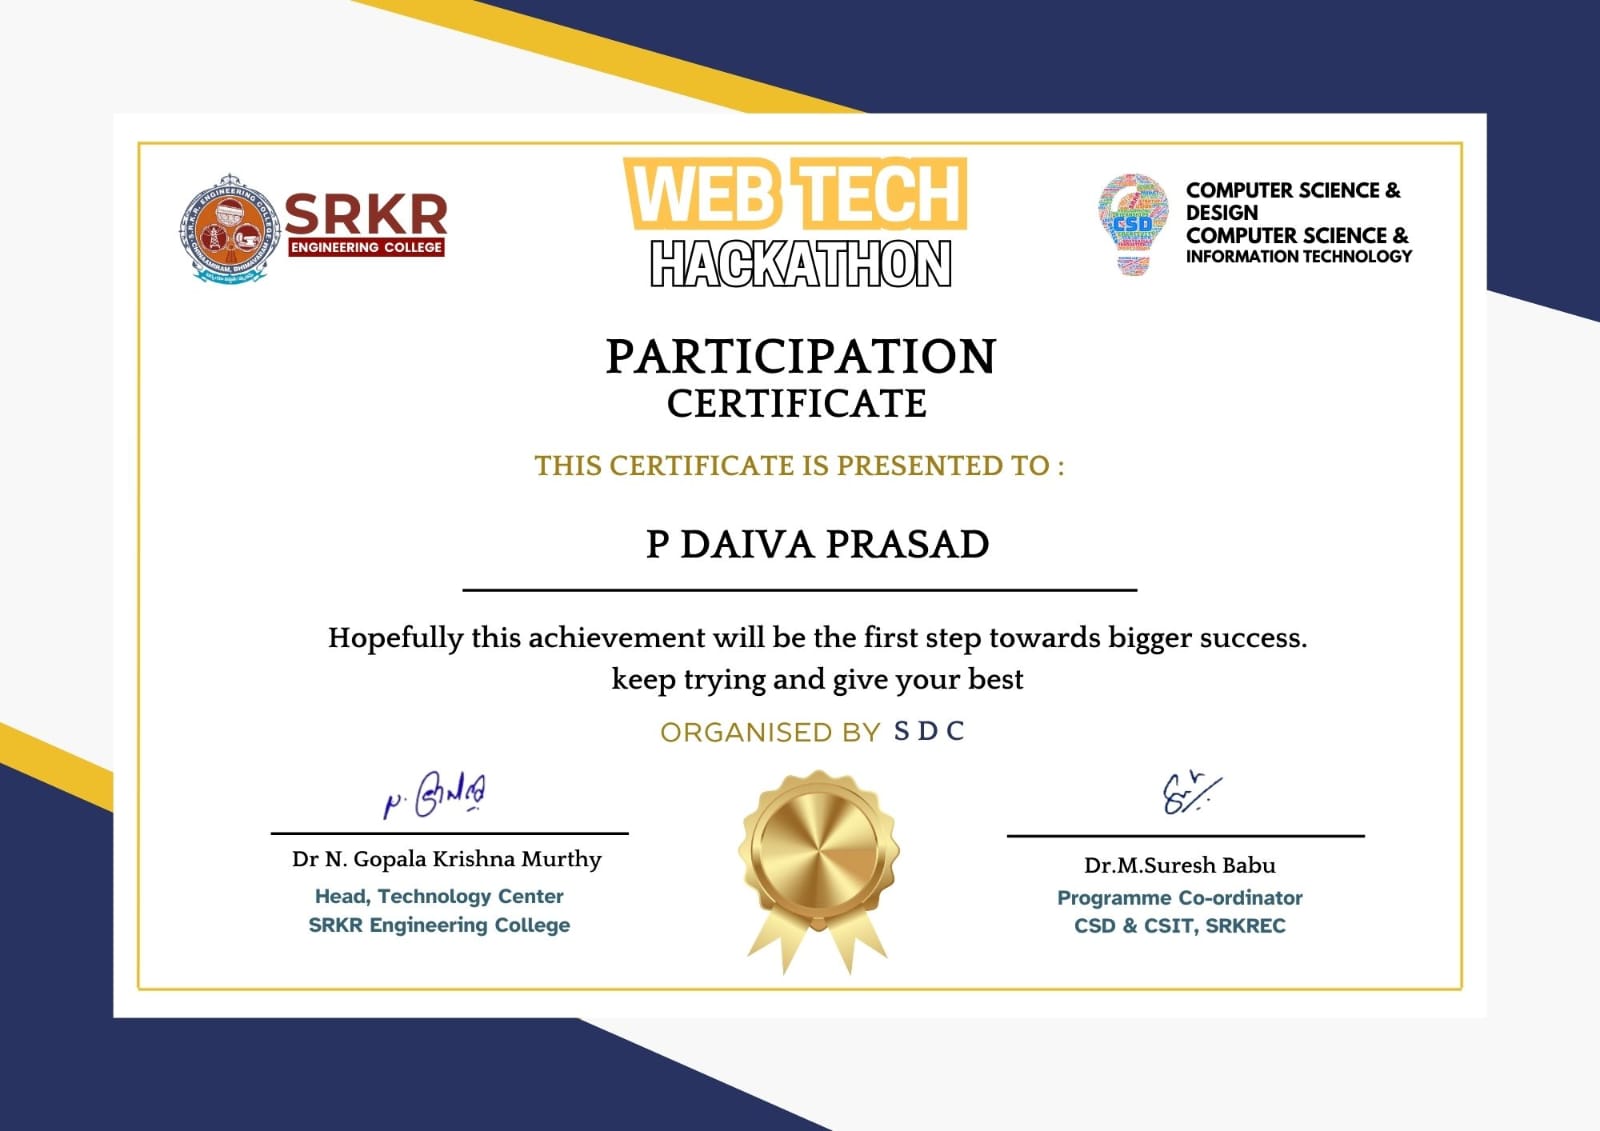 SRKR
ENGINEERING COLLEGE
WEB TECH
HACKATHON
CSD
COMPUTER SCIENCE &
DESIGN
COMPUTER SCIENCE &
INFORMATION TECHNOLOGY
PARTICIPATION
CERTIFICATE
THIS CERTIFICATE IS PRESENTED TO :
P DAIVA PRASAD
Hopefully this achievement will be the first step towards bigger success.
keep trying and give your best
ORGANISED BY S D C
Dr N. Gopala Krishna Murthy
Head, Technology Center
SRKR Engineering College
Dr.M.Suresh Babu
Programme Co-ordinator
CSD & CSIT, SRKREC